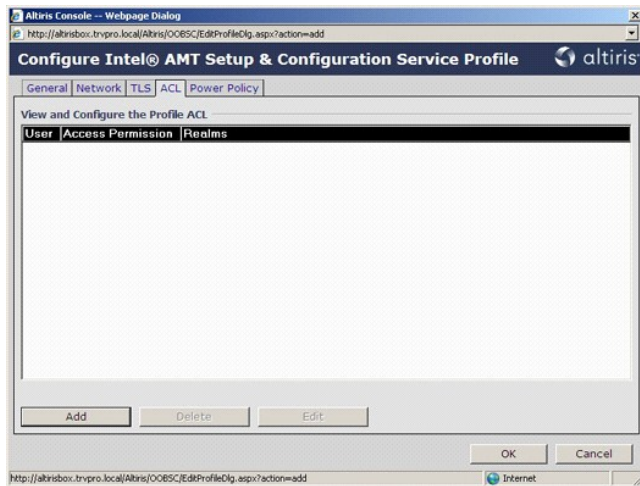 Altiris Console -- Webpage Dialog
http://altirisbox.trvpro.local/Altiris/OOBSC/EditProfileDlg.aspx?action=add
Configure Intel® AMT Setup & Configuration Service Profile
altiris
General Network TLS ACL Power Policy
View and Configure the Profile ACL
User Access Permission Realms
Add Delete Edit
OK Cancel
http://altirisbox.trvpro.local/Altiris/OOBSC/EditProfileDlg.aspx?action=add Internet